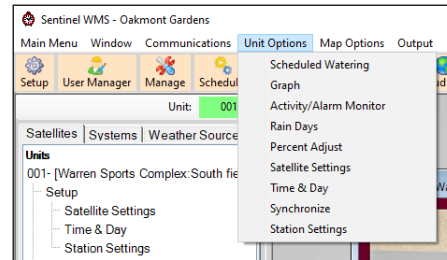 Sentinel WMS - Oakmont Gardens
Main Menu Window Communications Unit Options Map Options Output
Setup User Manager Manage Schedul
Unit: 001
Satellites Systems Weather Source
Units
001- [Warren Sports Complex:South fie
Setup
Satellite Settings
Time & Day
Station Settings
Scheduled Watering
Graph
Activity/Alarm Monitor
Rain Days
Percent Adjust
Satellite Settings
Time & Day
Synchronize
Station Settings